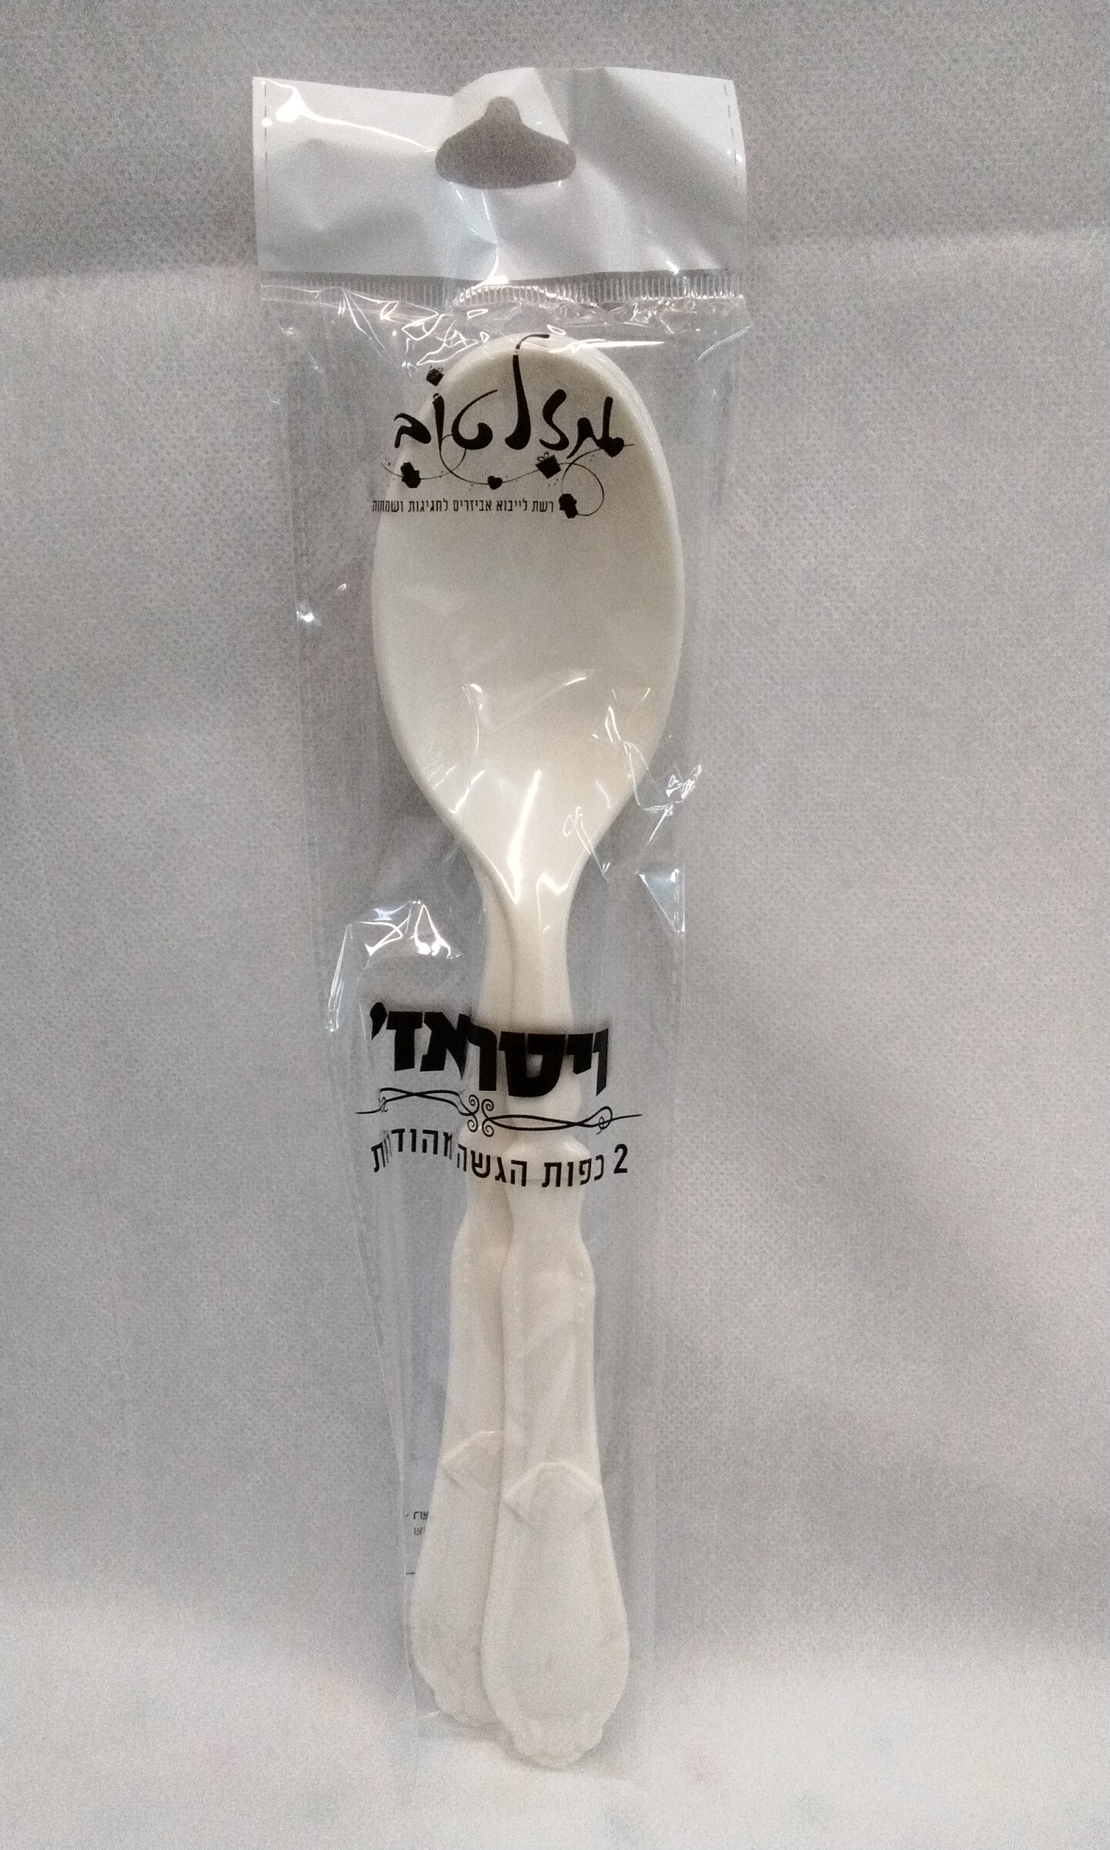 מזל טוב
רשת לייבוא אביזרים לחגיגות ושמחות
ויטראז'
2 כפות הגשה מהודרות